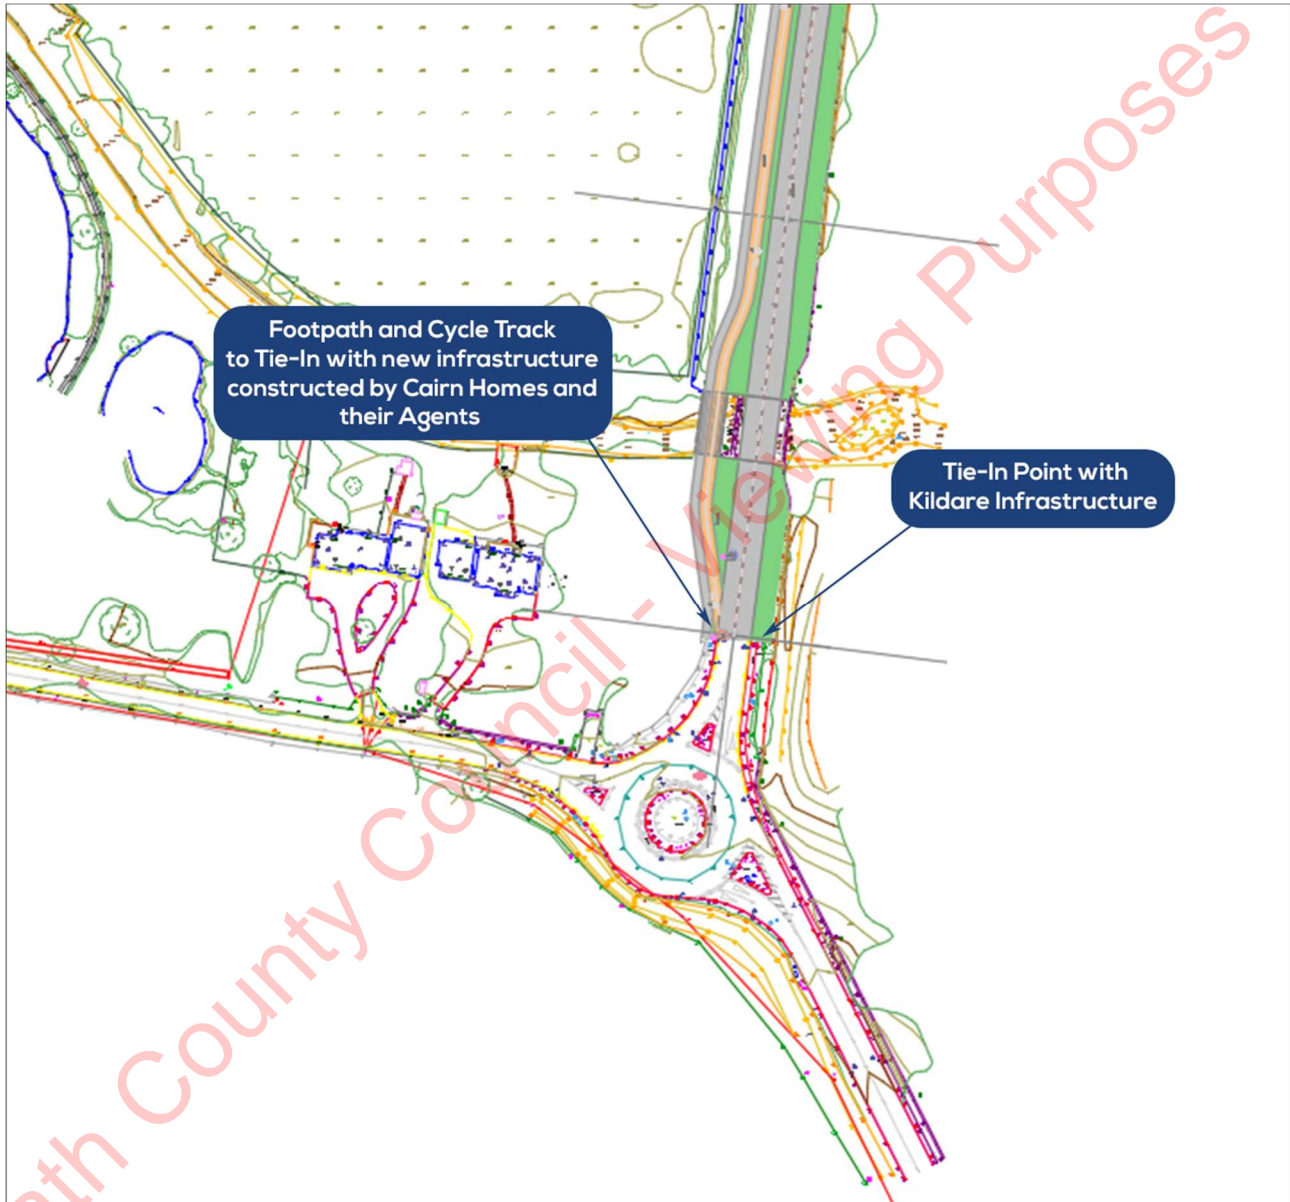 Footpath and Cycle Track
to Tie-In with new infrastructure
constructed by Cairn Homes and
their Agents
Tie-In Point with
Kildare Infrastructure
ath County Council - Viewing Purposes